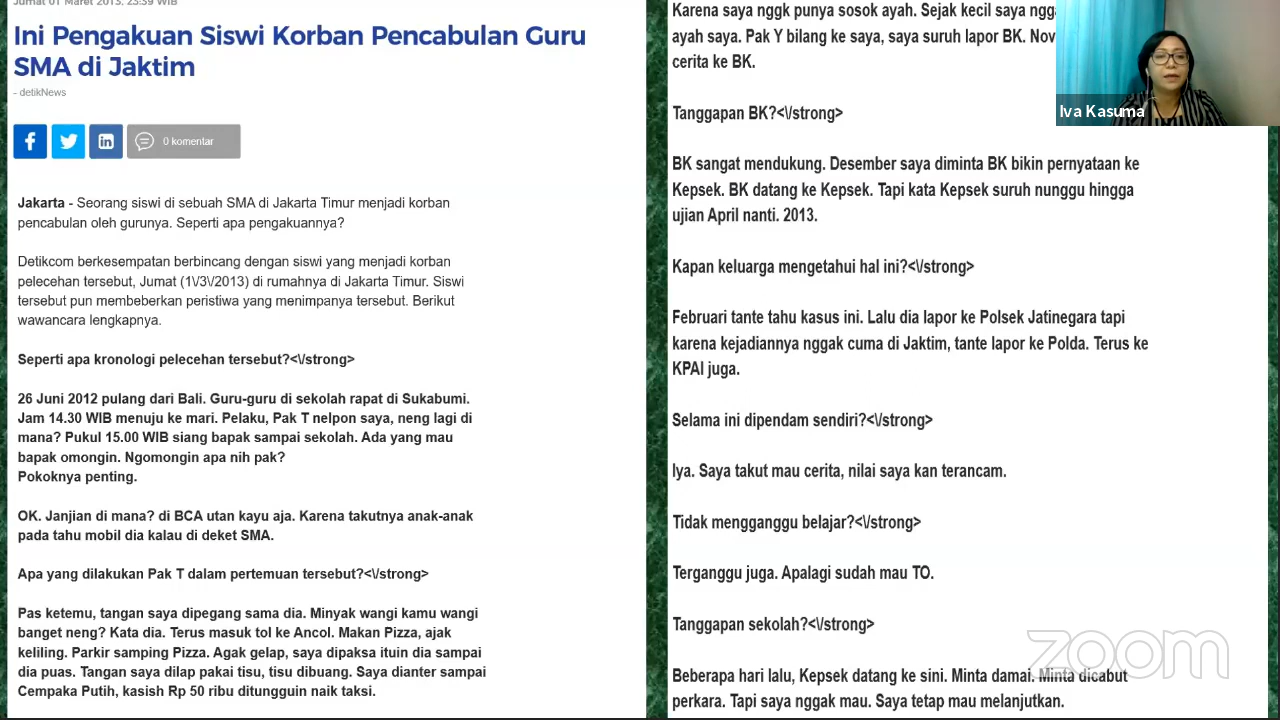 Jumat 01 Maret 2013, 23:39 WIB
Ini Pengakuan Siswi Korban Pencabulan Guru
SMA di Jaktim
- detikNews
0 komentar
Jakarta - Seorang siswi di sebuah SMA di Jakarta Timur menjadi korban
pencabulan oleh gurunya. Seperti apa pengakuannya?
Detikcom berkesempatan berbincang dengan siswi yang menjadi korban
pelecehan tersebut, Jumat (1\/3\/2013) di rumahnya di Jakarta Timur. Siswi
tersebut pun membeberkan peristiwa yang menimpanya tersebut. Berikut
wawancara lengkapnya.
Seperti apa kronologi pelecehan tersebut?<\/strong>
26 Juni 2012 pulang dari Bali. Guru-guru di sekolah rapat di Sukabumi.
Jam 14.30 WIB menuju ke mari. Pelaku, Pak T nelpon saya, neng lagi di
mana? Pukul 15.00 WIB siang bapak sampai sekolah. Ada yang mau
bapak omongin. Ngomongin apa nih pak?
Pokoknya penting.
OK. Janjian di mana? di BCA utan kayu aja. Karena takutnya anak-anak
pada tahu mobil dia kalau di deket SMA.
Apa yang dilakukan Pak T dalam pertemuan tersebut?<\/strong>
Pas ketemu, tangan saya dipegang sama dia. Minyak wangi kamu wangi
banget neng? Kata dia. Terus masuk tol ke Ancol. Makan Pizza, ajak
keliling. Parkir samping Pizza. Agak gelap, saya dipaksa ituin dia sampai
dia puas. Tangan saya dilap pakai tisu, tisu dibuang. Saya dianter sampai
Cempaka Putih, kasish Rp 50 ribu ditungguin naik taksi.
Karena saya nggk punya sosok ayah. Sejak kecil saya
ayah saya. Pak Y bilang ke saya, saya suruh lapor BK.
cerita ke BK.
Tanggapan BK?<\/strong>
BK sangat mendukung. Desember saya diminta BK bikin pernyataan ke
Kepsek. BK datang ke Kepsek. Tapi kata Kepsek suruh nunggu hingga
ujian April nanti. 2013.
Kapan keluarga mengetahui hal ini?<\/strong>
Februari tante tahu kasus ini. Lalu dia lapor ke Polsek Jatinegara tapi
karena kejadiannya nggak cuma di Jaktim, tante lapor ke Polda. Terus ke
KPAI juga.
Selama ini dipendam sendiri?<\/strong>
Iya. Saya takut mau cerita, nilai saya kan terancam.
Tidak mengganggu belajar?<\/strong>
Terganggu juga. Apalagi sudah mau TO.
Tanggapan sekolah?<\/strong>
Beberapa hari lalu, Kepsek datang ke sini. Minta damai. Minta dicabut
perkara. Tapi saya nggak mau. Saya tetap mau melanjutkan.
Iva Kasuma
zoom